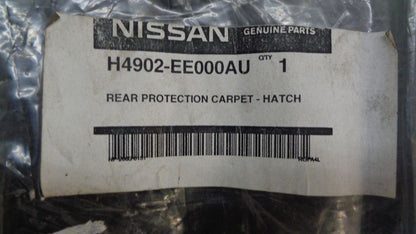 NISSAN GENUINE PARTS
H4902-EE000AU QTY 1
REAR PROTECTION CARPET - HATCH